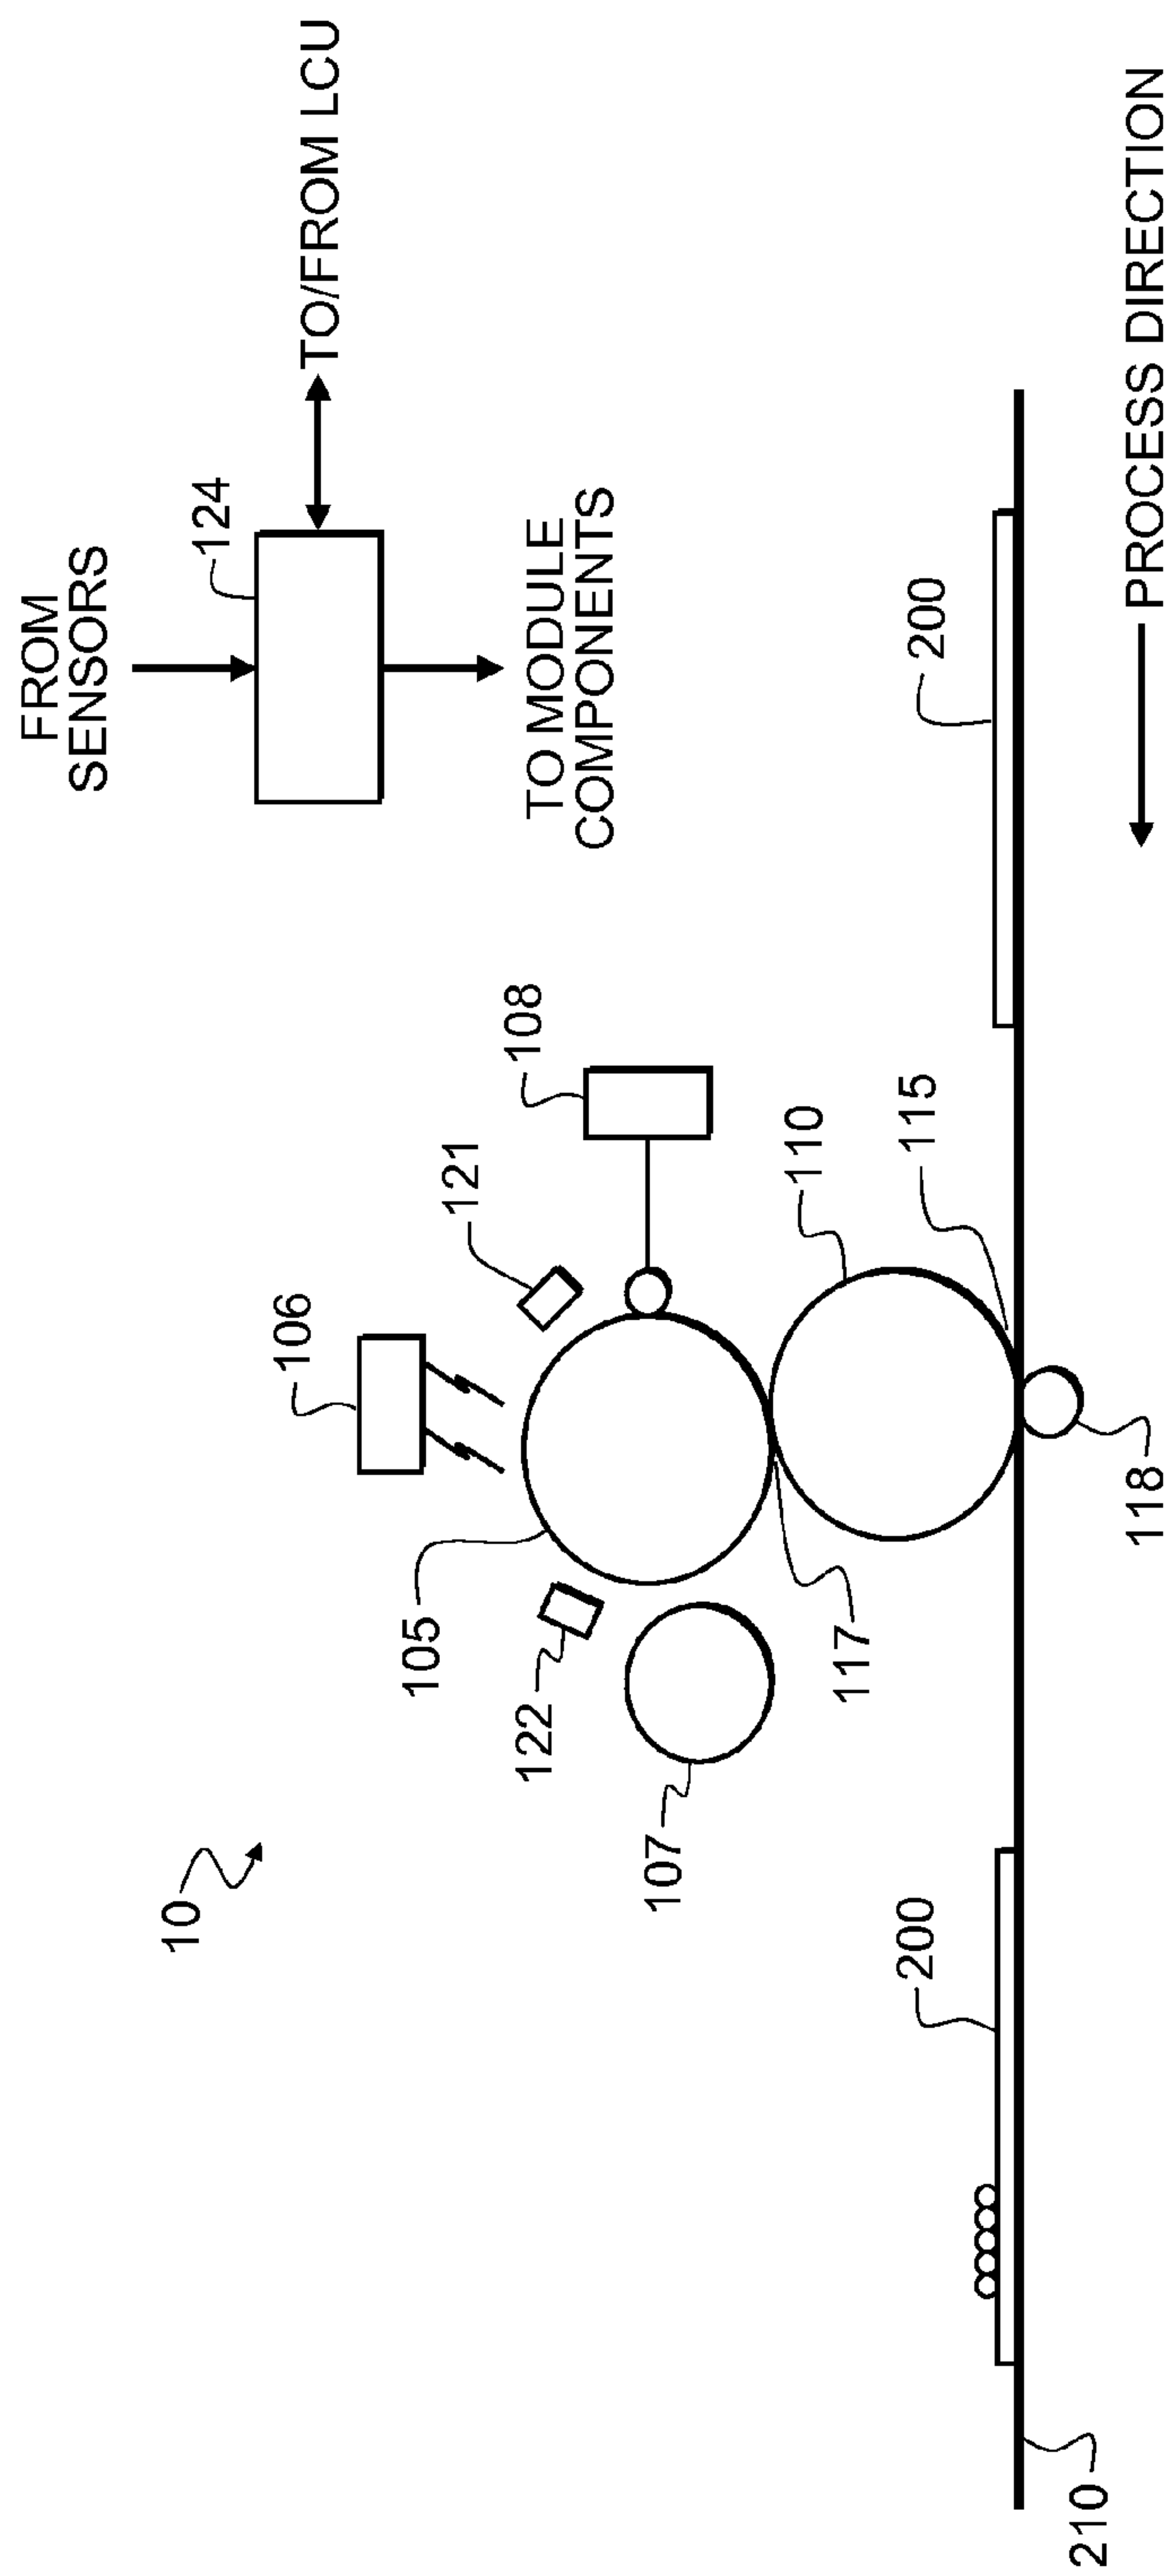 FROM
SENSORS
124
TO/FROM LCU
TO MODULE
COMPONENTS
10
106
121
108
105
122
107
117
110
115
200
200
118
210
PROCESS DIRECTION